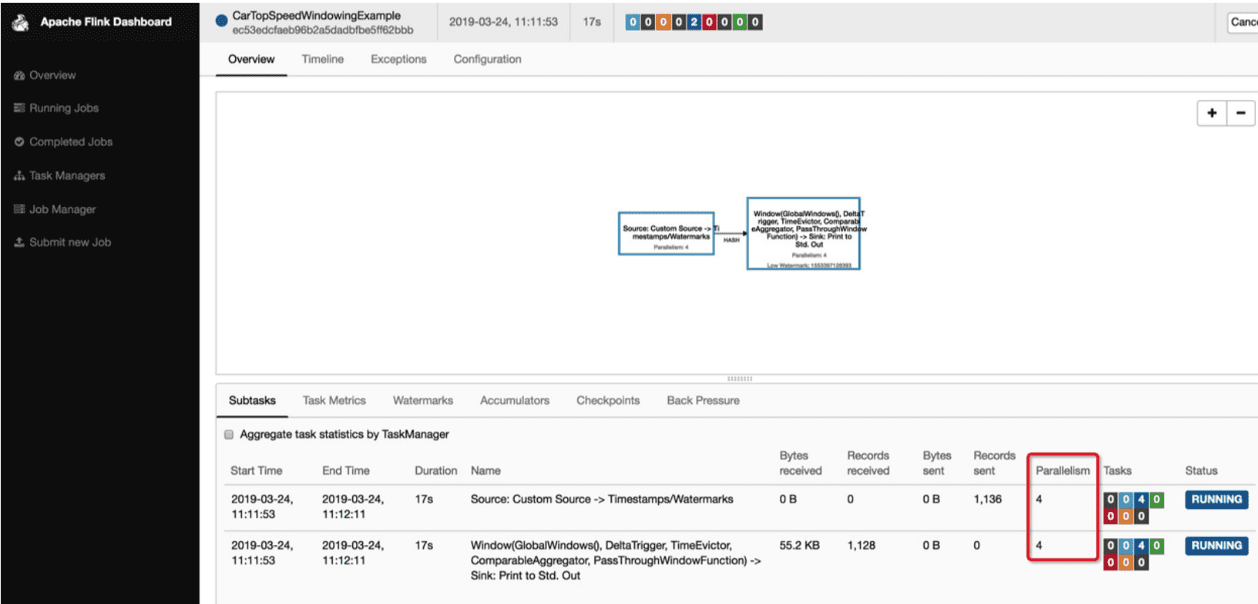 Apache Flink Dashboard
Overview
Running Jobs
Completed Jobs
Task Managers
Job Manager
Submit new Job
CarTopSpeedWindowingExample
ec53edcfaeb96b2a5dadbfbe5ff62bbb
2019-03-24, 11:11:53
17s
0 0 0 0 2 0 0 0 0
Canc
Overview Timeline Exceptions Configuration
+ −
Source: Custom Source -> Ti
mestamps/Watermarks
Parallelism: 4
HASH
Window(GlobalWindows(), DeltaT
rigger, TimeEvictor, Comparabl
eAggregator, PassThroughWindow
Function) -> Sink: Print to
Std. Out
Parallelism: 4
Low Watermark:
Subtasks Task Metrics Watermarks Accumulators Checkpoints Back Pressure
Aggregate task statistics by TaskManager
Start Time End Time Duration Name Bytes received Records received Bytes sent Records sent Parallelism Tasks Status
2019-03-24, 2019-03-24, 17s Source: Custom Source -> Timestamps/Watermarks 0 B 0 0 B 1,136 4 0 0 4 0 RUNNING
11:11:53 11:12:11 0 0 0
2019-03-24, 2019-03-24, 17s Window(GlobalWindows(), DeltaTrigger, TimeEvictor, 55.2 KB 1,128 0 B 0 4 0 0 4 0 RUNNING
11:11:53 11:12:11 ComparableAggregator, PassThroughWindowFunction) -> 0 0 0
Sink: Print to Std. Out